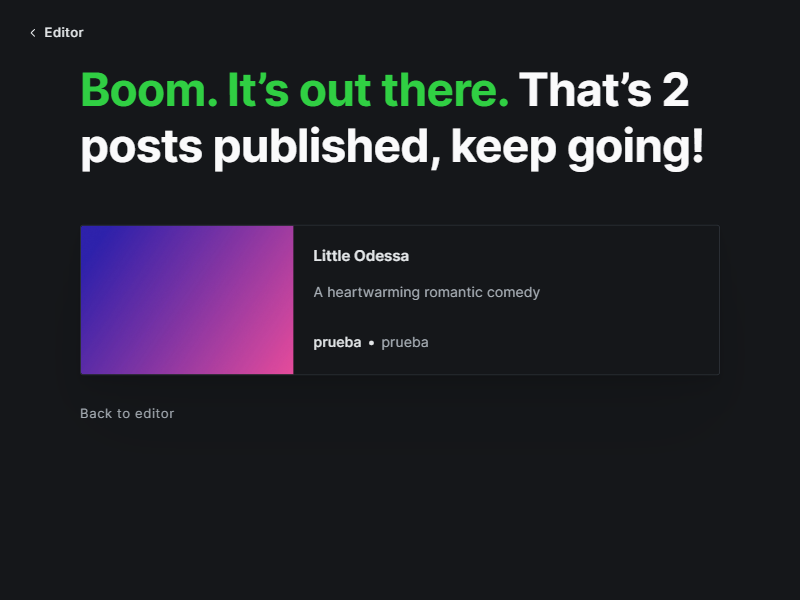 Editor
Boom. It’s out there. That’s 2
posts published, keep going!
Little Odessa
A heartwarming romantic comedy
prueba • prueba
Back to editor